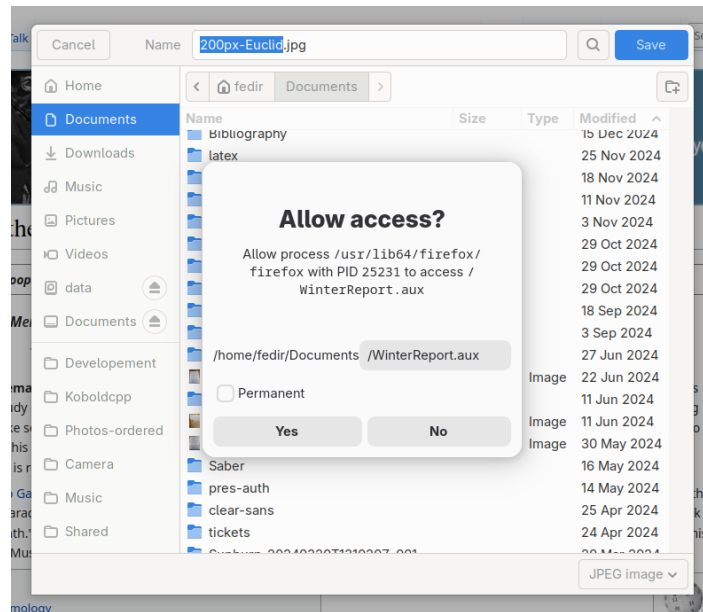 Talk
Cancel
Name
200px-Euclid.jpg
Save
Home
fedir
Documents
Documents
Name
Size
Type
Modified
Bibliography
15 Dec 2024
Downloads
latex
25 Nov 2024
18 Nov 2024
Music
11 Nov 2024
Pictures
3 Nov 2024
29 Oct 2024
Videos
29 Oct 2024
data
29 Oct 2024
18 Sep 2024
Documents
3 Sep 2024
27 Jun 2024
Developement
Image
22 Jun 2024
Koboldcpp
11 Jun 2024
Image
11 Jun 2024
Photos-ordered
Image
30 May 2024
Camera
Saber
16 May 2024
pres-auth
14 May 2024
Music
clear-sans
25 Apr 2024
Shared
tickets
24 Apr 2024
Allow access?
Allow process /usr/lib64/firefox/
firefox with PID 25231 to access /
WinterReport.aux
/home/fedir/Documents
/WinterReport.aux
Permanent
Yes
No
JPEG image